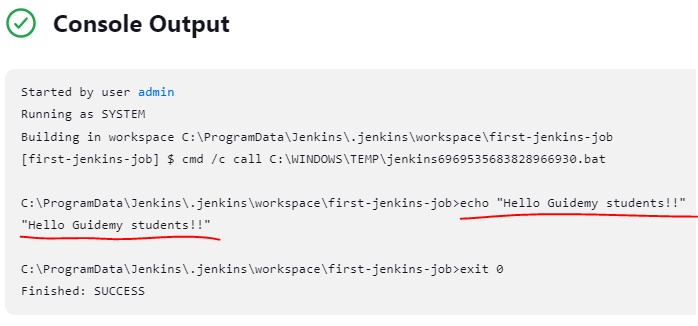 Console Output
Started by user admin
Running as SYSTEM
Building in workspace C:\ProgramData\Jenkins\.jenkins\workspace\first-jenkins-job
[first-jenkins-job] $ cmd /c call C:\WINDOWS\TEMP\jenkins6969535683828966930.bat
C:\ProgramData\Jenkins\.jenkins\workspace\first-jenkins-job>echo "Hello Guidemy students!!"
"Hello Guidemy students!!"
C:\ProgramData\Jenkins\.jenkins\workspace\first-jenkins-job>exit 0
Finished: SUCCESS